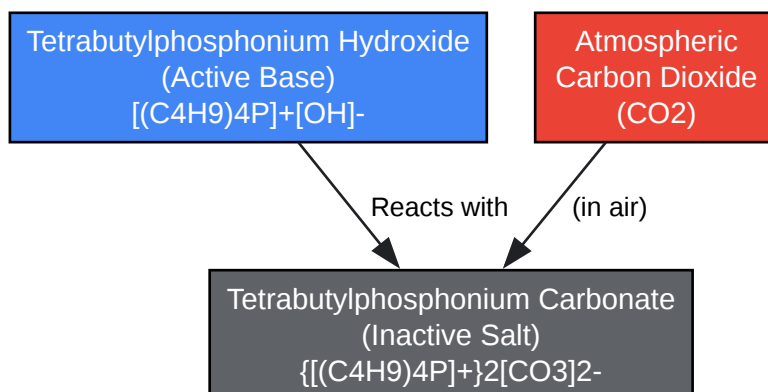 Tetrabutylphosphonium Hydroxide
(Active Base)
[(C4H9)4P]+[OH]-
Atmospheric
Carbon Dioxide
(CO2)
Reacts with
(in air)
Tetrabutylphosphonium Carbonate
(Inactive Salt)
{[(C4H9)4P]+}2[CO3]2-